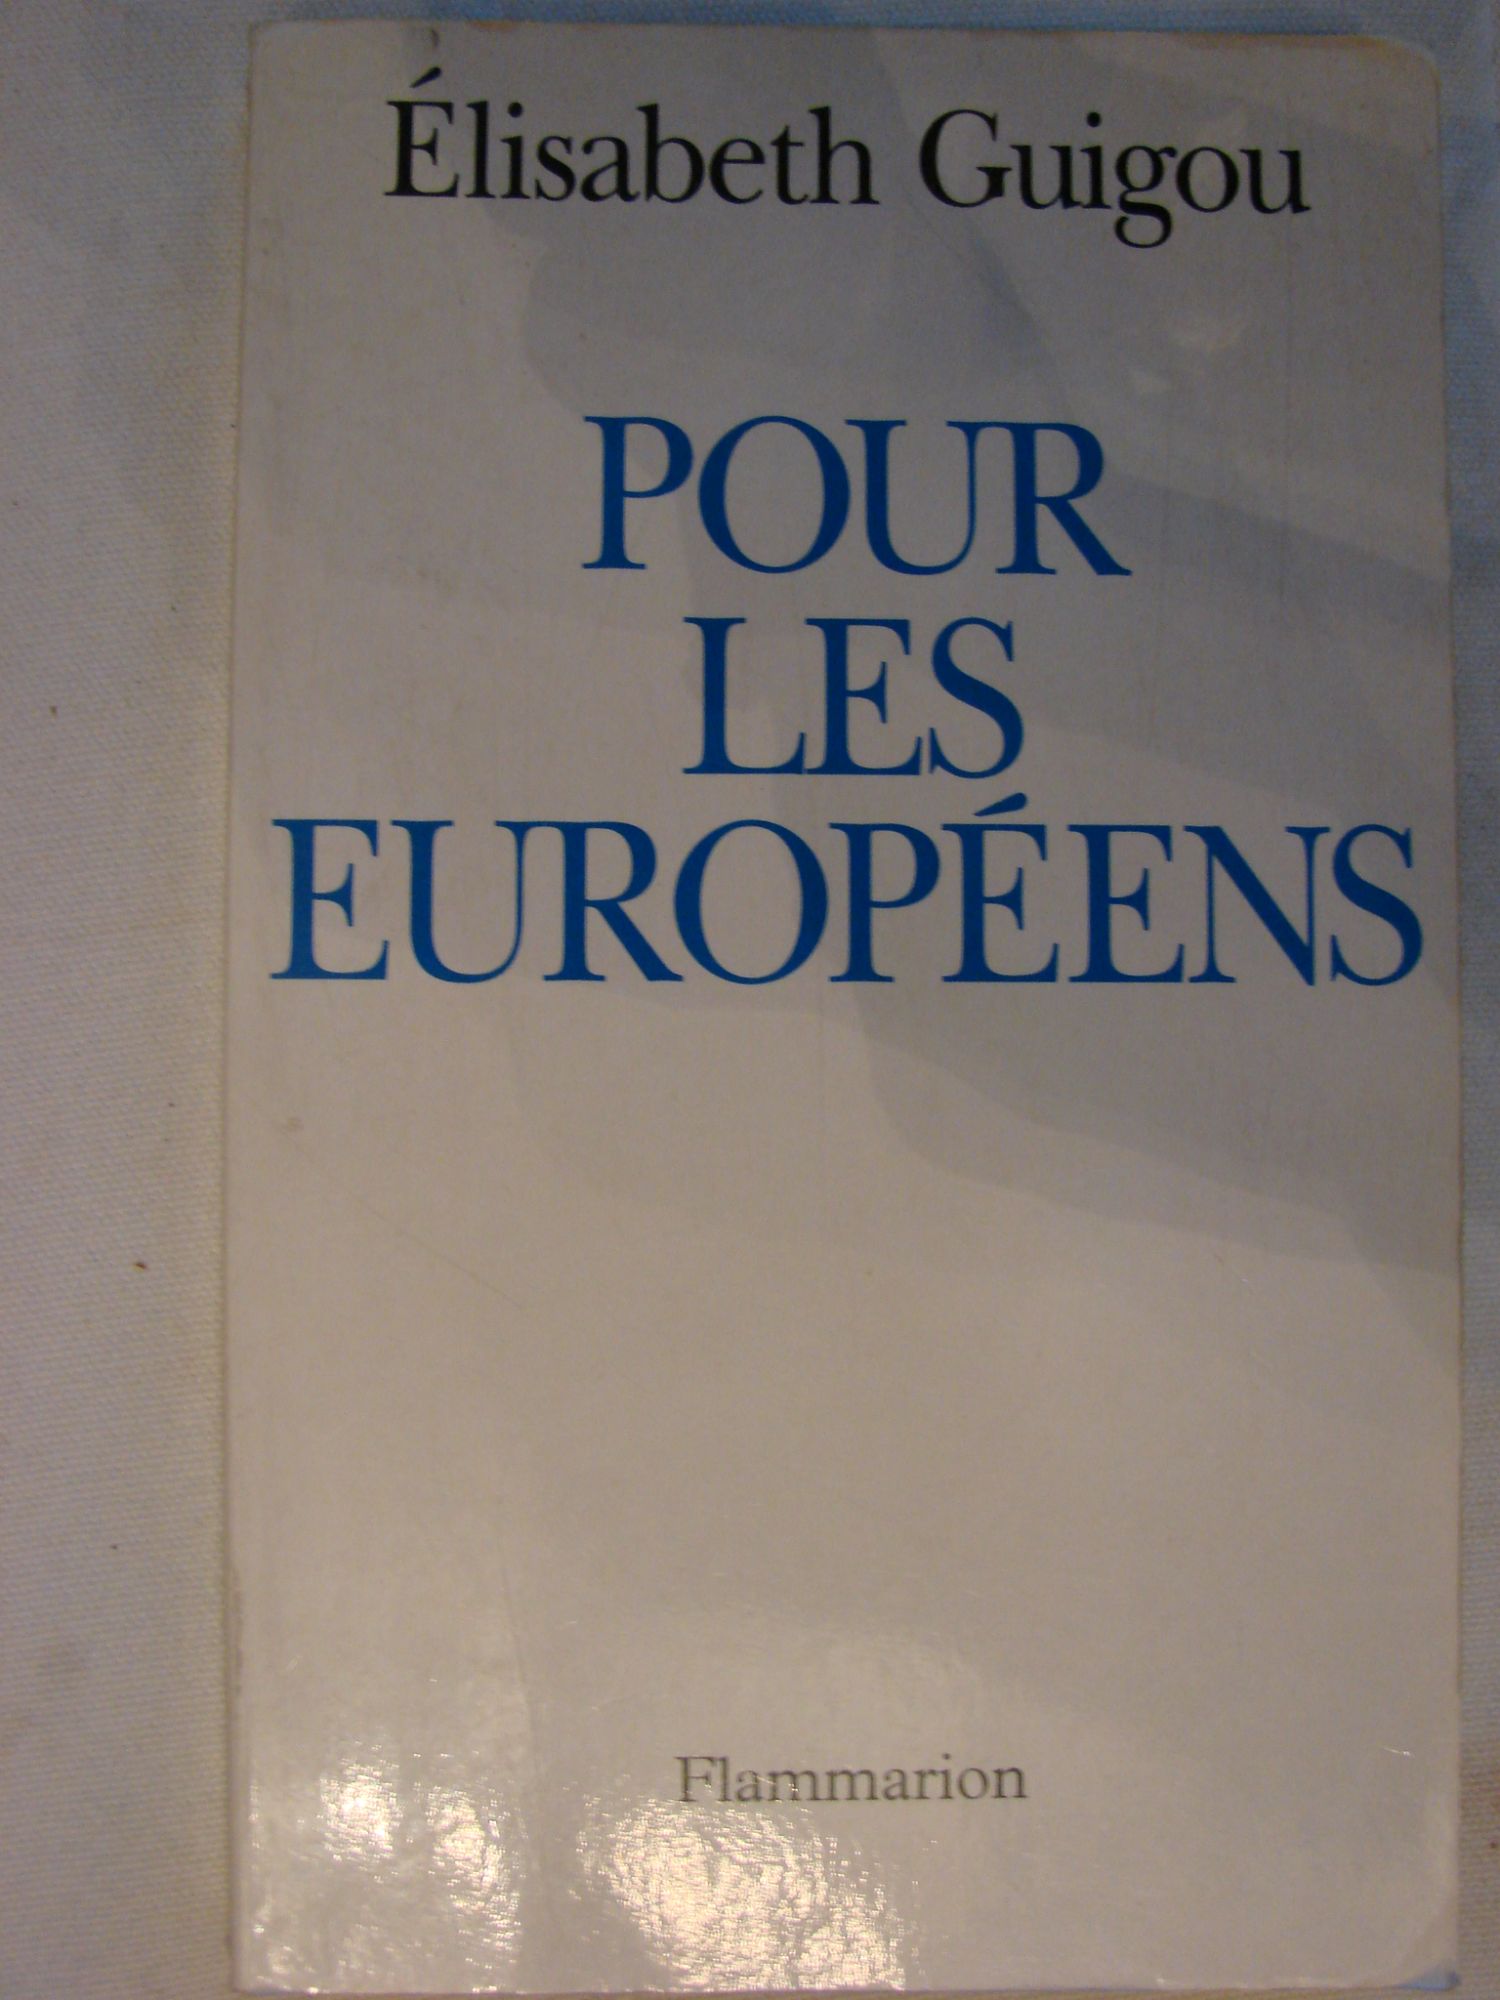 Élisabeth Guigou
POUR
LES
EUROPÉENS
Flammarion